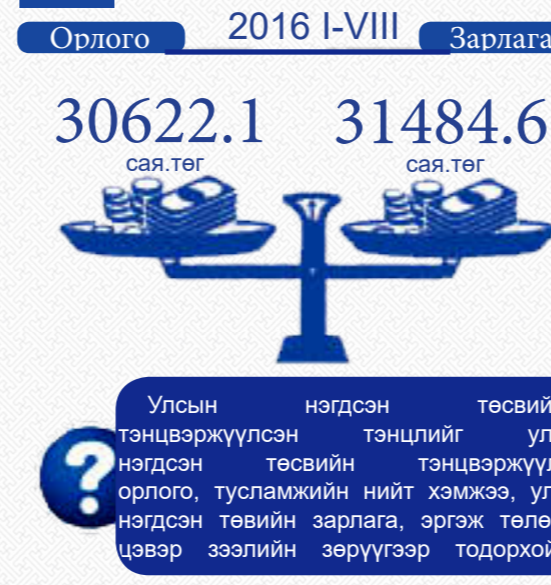 Орлого 2016 I-VIII Зарлага
30622.1 31484.6
сая.төг сая.төг
Улсын нэгдсэн төсвий
тэнцвэржүүлсэн тэнцлийг ул
нэгдсэн төсвийн тэнцвэржүүл
орлого, тусламжийн нийт хэмжээ, ул
нэгдсэн төвийн зарлага, эргэж төлө
цэвэр зээлийн зөрүүгээр тодорхой